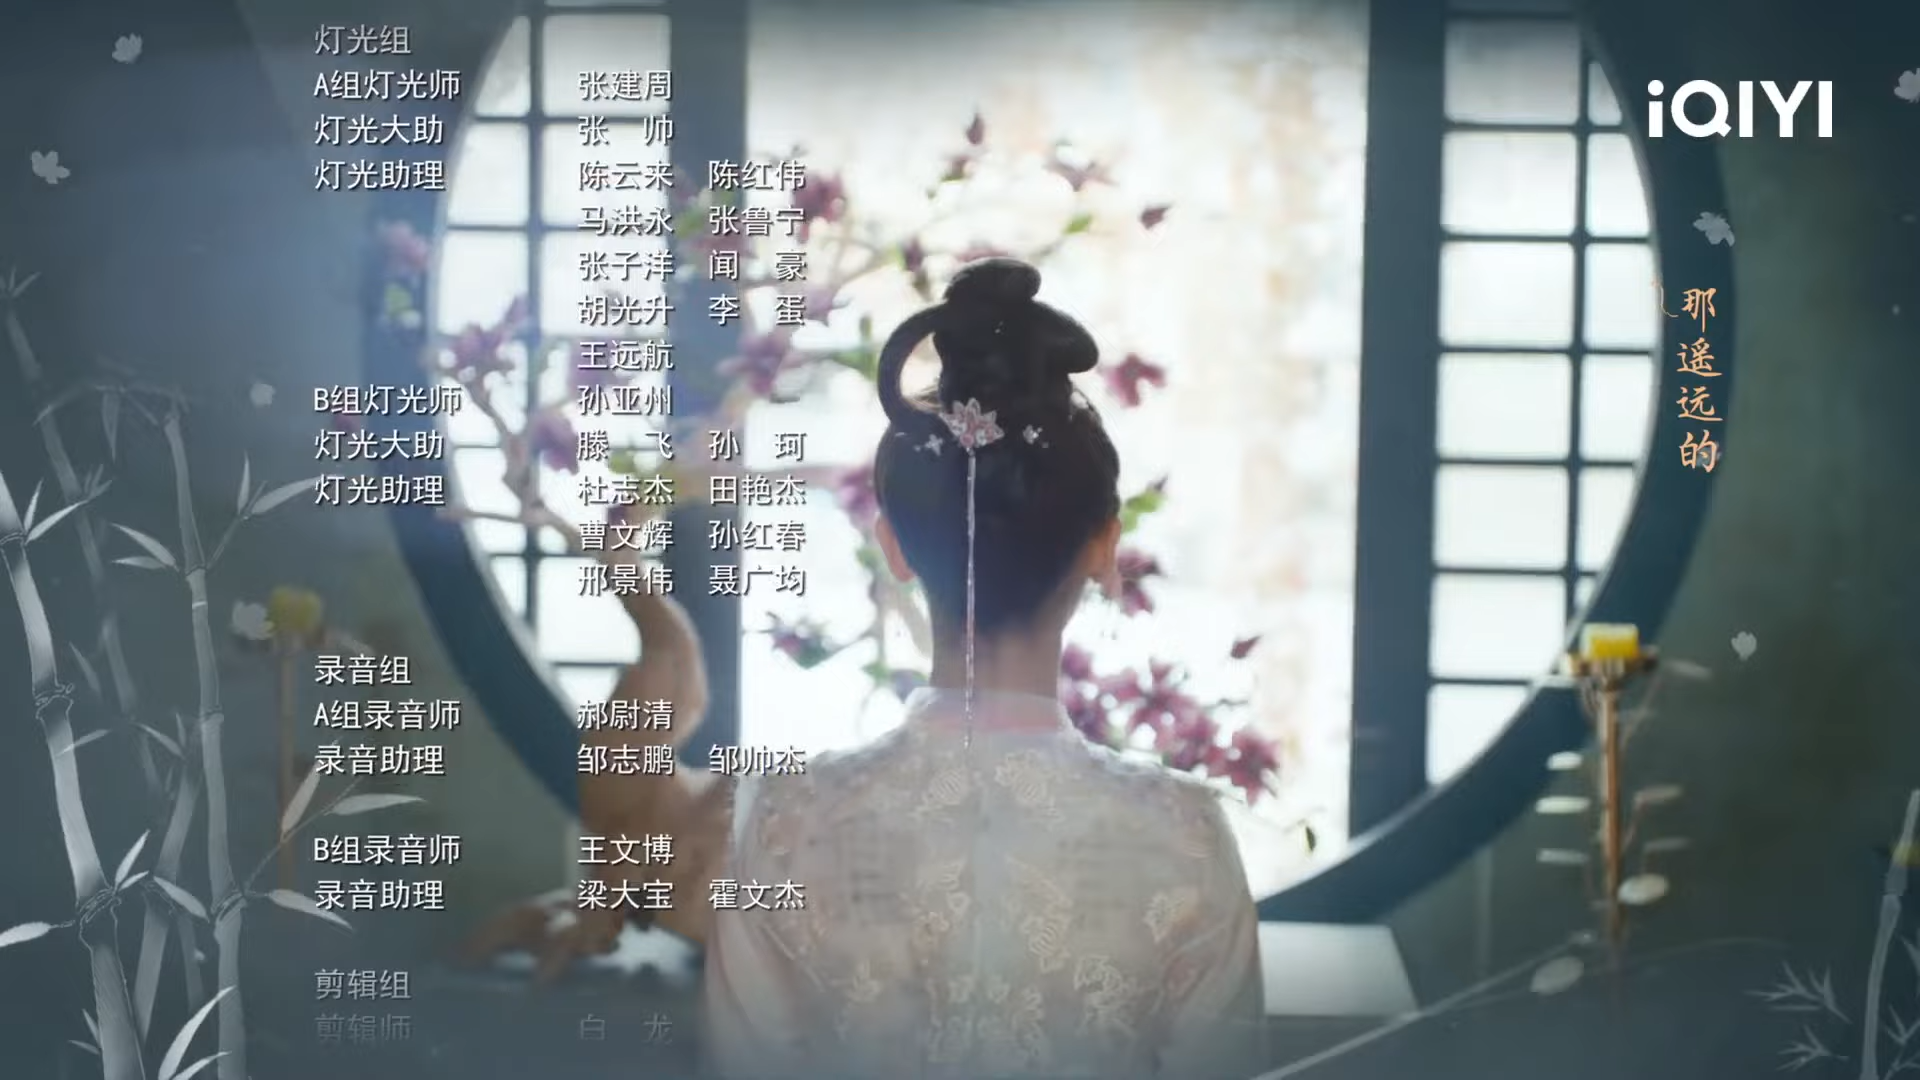 灯光组
A组灯光师 张建周
灯光大助 张 帅
灯光助理 陈云来 陈红伟
马洪永 张鲁宁
张子洋 闻 豪
胡光升 李 蛋
王远航
B组灯光师 孙亚州
灯光大助 滕 飞 孙 珂
灯光助理 杜志杰 田艳杰
曹文辉 孙红春
邢景伟 聂广均
录音组
A组录音师 郝尉清
录音助理 邹志鹏 邹帅杰
B组录音师 王文博
录音助理 梁大宝 霍文杰
剪辑组
剪辑师 白 龙
iQIYI
那遥远的